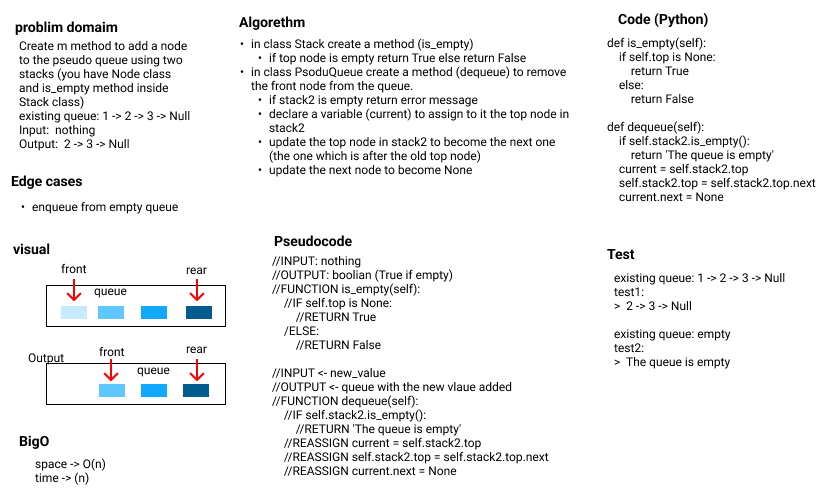 problim domaim
Create m method to add a node
to the pseudo queue using two
stacks (you have Node class
and is_empty method inside
Stack class)
existing queue: 1 -> 2 -> 3 -> Null
Input:  nothing
Output:  2 -> 3 -> Null
Edge cases
• enqueue from empty queue
visual
front
rear
queue
Output
front
rear
queue
BigO
space -> O(n)
time -> (n)
Algorethm
• in class Stack create a method (is_empty)
• if top node is empty return True else return False
• in class PsoduQueue create a method (dequeue) to remove
the front node from the queue.
• if stack2 is empty return error message
• declare a variable (current) to assign to it the top node in
stack2
• update the top node in stack2 to become the next one
(the one which is after the old top node)
• update the next node to become None
Pseudocode
//INPUT: nothing
//OUTPUT: boolian (True if empty)
//FUNCTION is_empty(self):
//IF self.top is None:
//RETURN True
/ELSE:
//RETURN False
//INPUT <- new_value
//OUTPUT <- queue with the new vlaue added
//FUNCTION dequeue(self):
//IF self.stack2.is_empty():
//RETURN 'The queue is empty'
//REASSIGN current = self.stack2.top
//REASSIGN self.stack2.top = self.stack2.top.next
//REASSIGN current.next = None
Code (Python)
def is_empty(self):
if self.top is None:
return True
else:
return False
def dequeue(self):
if self.stack2.is_empty():
return 'The queue is empty'
current = self.stack2.top
self.stack2.top = self.stack2.top.next
current.next = None
Test
existing queue: 1 -> 2 -> 3 -> Null
test1:
>  2 -> 3 -> Null
existing queue: empty
test2:
>  The queue is empty